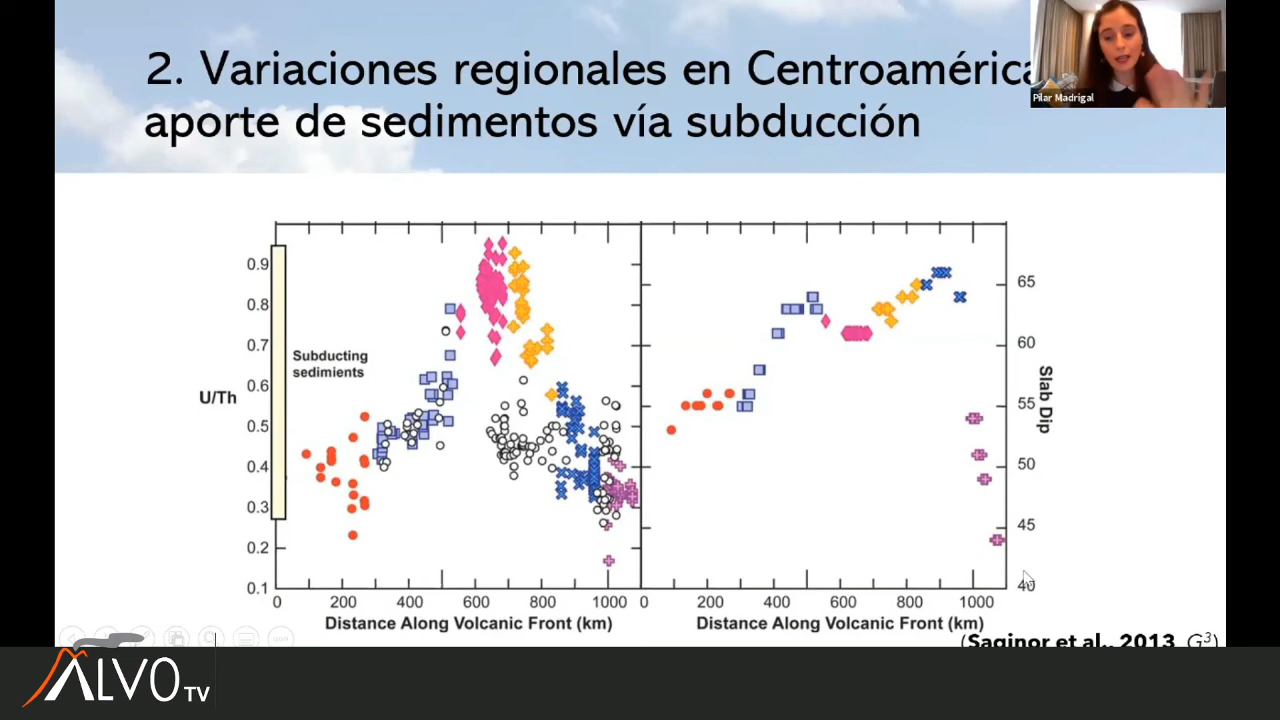 2. Variaciones regionales en Centroamérica
aporte de sedimentos vía subducción
Pilar Madrigal
0.9
0.8
0.7
0.6
0.5
0.4
0.3
0.2
0.1
U/Th
Subducting
sedimients
0 200 400 600 800 1000
Distance Along Volcanic Front (km)
65
60
55
50
45
40
Slab Dip
0 200 400 600 800 1000
Distance Along Volcanic Front (km)
(Saginor et al., 2013, G3)
ALVO TV